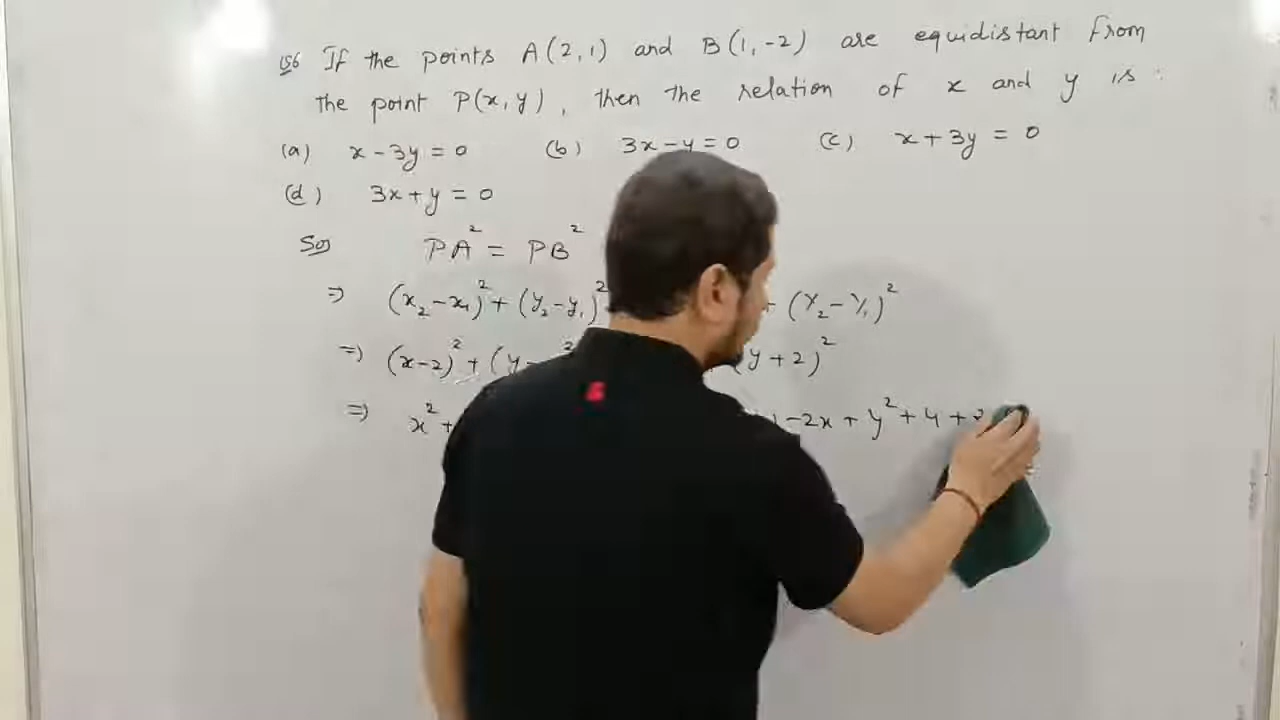 156 If the points A(2,1) and B(1,-2) are equidistant from
the point P(x,y), then the relation of x and y is :
(a) x-3y=0 (b) 3x-y=0 (c) x+3y=0
(d) 3x+y=0
Sol PA² = PB²
⇒ (x₂-x₁)²+(y₂-y₁)² (y₂-y₁)²
⇒ (x-2)²+(y- ² y+2)²
⇒ x²+ -2x+y²+4+